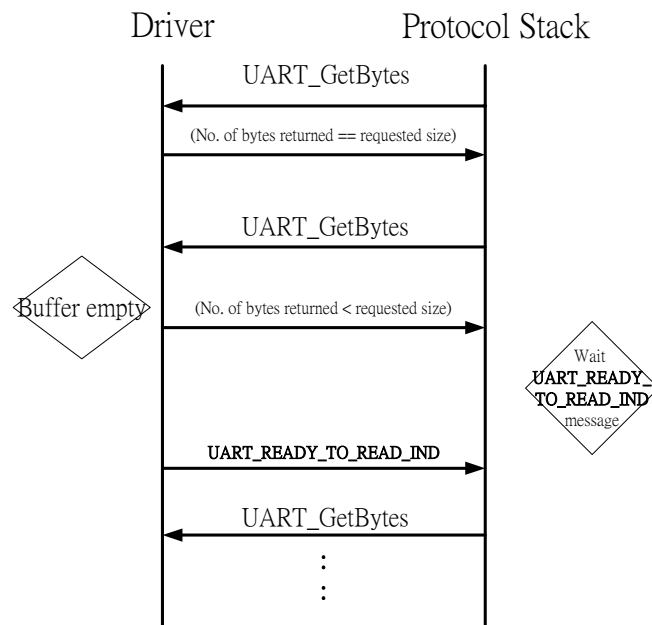 Driver
Protocol Stack
UART_GetBytes
(No. of bytes returned == requested size)
UART_GetBytes
Buffer empty
(No. of bytes returned < requested size)
Wait
UART_READY_
TO_READ_IND
message
UART_READY_TO_READ_IND
UART_GetBytes
:
: